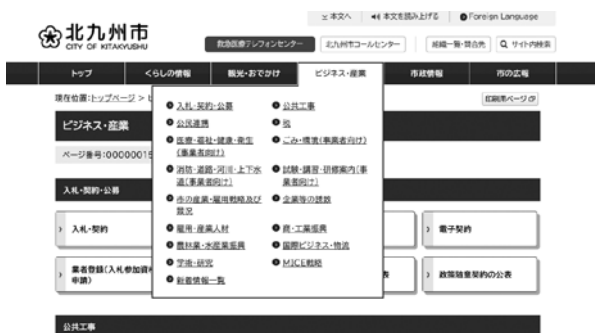 本文へ 本文を読み上げる Foreign Language
北九州市
CITY OF KITAKYUSHU
救急医療テレフォンセンター 北九州市コールセンター 組織一覧・問合先 サイト内検索
トップ くらしの情報 観光・おでかけ ビジネス・産業 市政情報 市の広報
現在位置:トップページ >
印刷用ページ
ビジネス・産業
ページ番号:00000015
入札・契約・公募 公共工事
公民連携 税
医療・福祉・健康・衛生(事業者向け) ごみ・環境(事業者向け)
消防・道路・河川・上下水道(事業者向け) 試験・講習・研修案内(事業者向け)
市の産業・雇用戦略及び概況 企業等の誘致
雇用・産業人材 商・工業振興
農林業・水産業振興 国際ビジネス・物流
学術・研究 MICE戦略
新着情報一覧
入札・契約・公募
入札・契約 電子契約
業者登録(入札参加資格申請) 表 政策随意契約の公表
公共工事